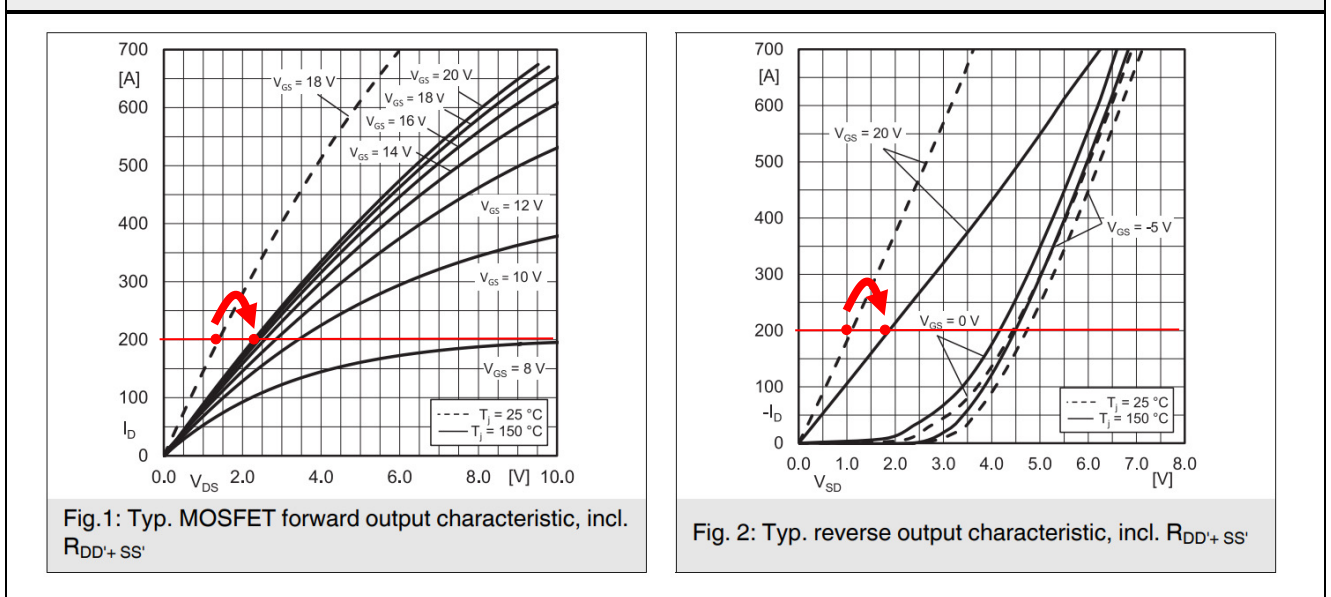 700
[A]
600
500
400
300
200
100
I_D
0
0.0
V_DS
2.0
4.0
6.0
8.0
[V]
10.0
V_GS = 18 V
V_GS = 20 V
V_GS = 18 V
V_GS = 16 V
V_GS = 14 V
V_GS = 12 V
V_GS = 10 V
V_GS = 8 V
T_j = 25 °C
T_j = 150 °C
Fig.1: Typ. MOSFET forward output characteristic, incl.
R_DD'+ SS'
700
[A]
600
500
400
300
200
100
-I_D
0
0.0
V_SD
1.0
2.0
3.0
4.0
5.0
6.0
7.0
[V]
8.0
V_GS = 20 V
V_GS = -5 V
V_GS = 0 V
T_j = 25 °C
T_j = 150 °C
Fig. 2: Typ. reverse output characteristic, incl. R_DD'+ SS'